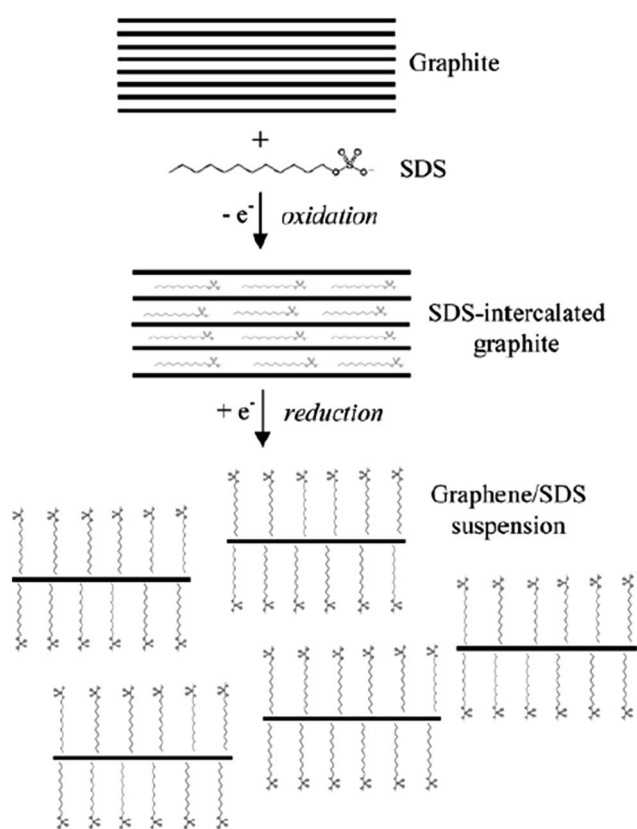 Graphite
+
SDS
- e⁻ oxidation
SDS-intercalated
graphite
+ e⁻ reduction
Graphene/SDS
suspension